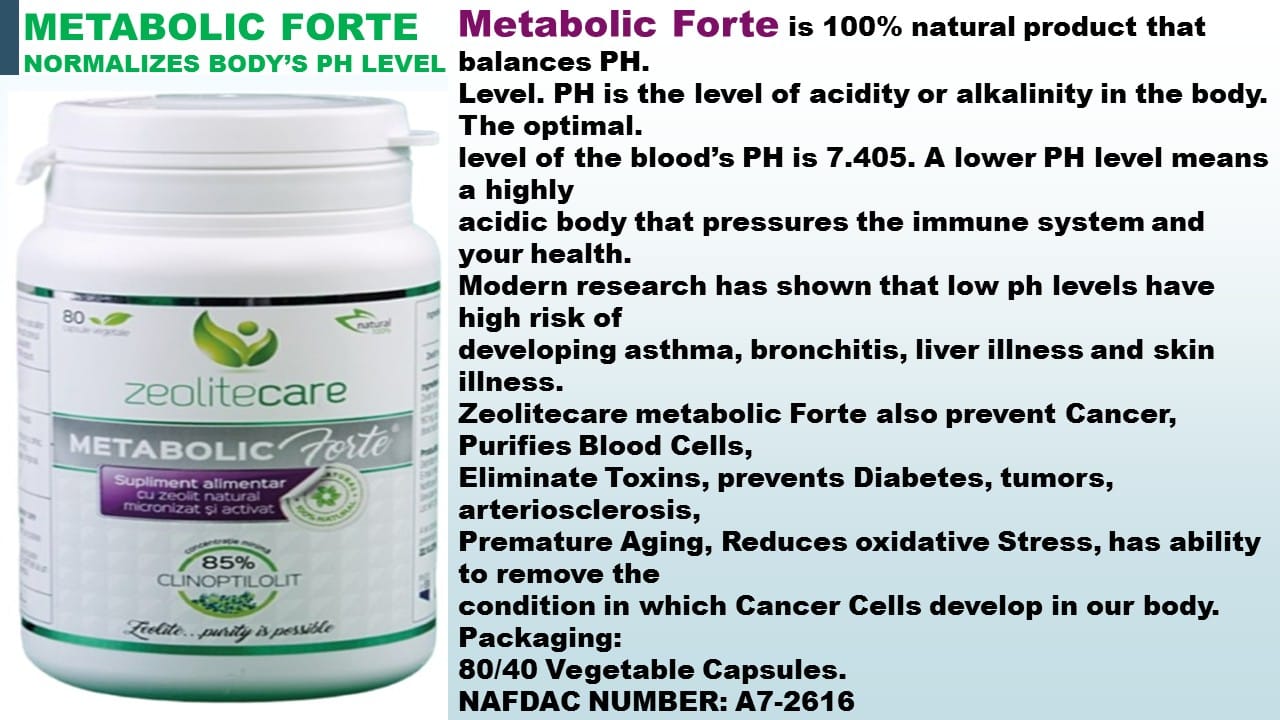 METABOLIC FORTE
NORMALIZES BODY'S PH LEVEL
80
capsule vegetale
natural
100%
zeolitecare
METABOLIC Forte®
Supliment alimentar
cu zeolit natural
micronizat și activat
NATURAL
100% NATURAL
concentrație minimă
85%
CLINOPTILOLIT
Zeolite...purity is possible
Metabolic Forte is 100% natural product that
balances PH.
Level. PH is the level of acidity or alkalinity in the body.
The optimal.
level of the blood's PH is 7.405. A lower PH level means
a highly
acidic body that pressures the immune system and
your health.
Modern research has shown that low ph levels have
high risk of
developing asthma, bronchitis, liver illness and skin
illness.
Zeolitecare metabolic Forte also prevent Cancer,
Purifies Blood Cells,
Eliminate Toxins, prevents Diabetes, tumors,
arteriosclerosis,
Premature Aging, Reduces oxidative Stress, has ability
to remove the
condition in which Cancer Cells develop in our body.
Packaging:
80/40 Vegetable Capsules.
NAFDAC NUMBER: A7-2616